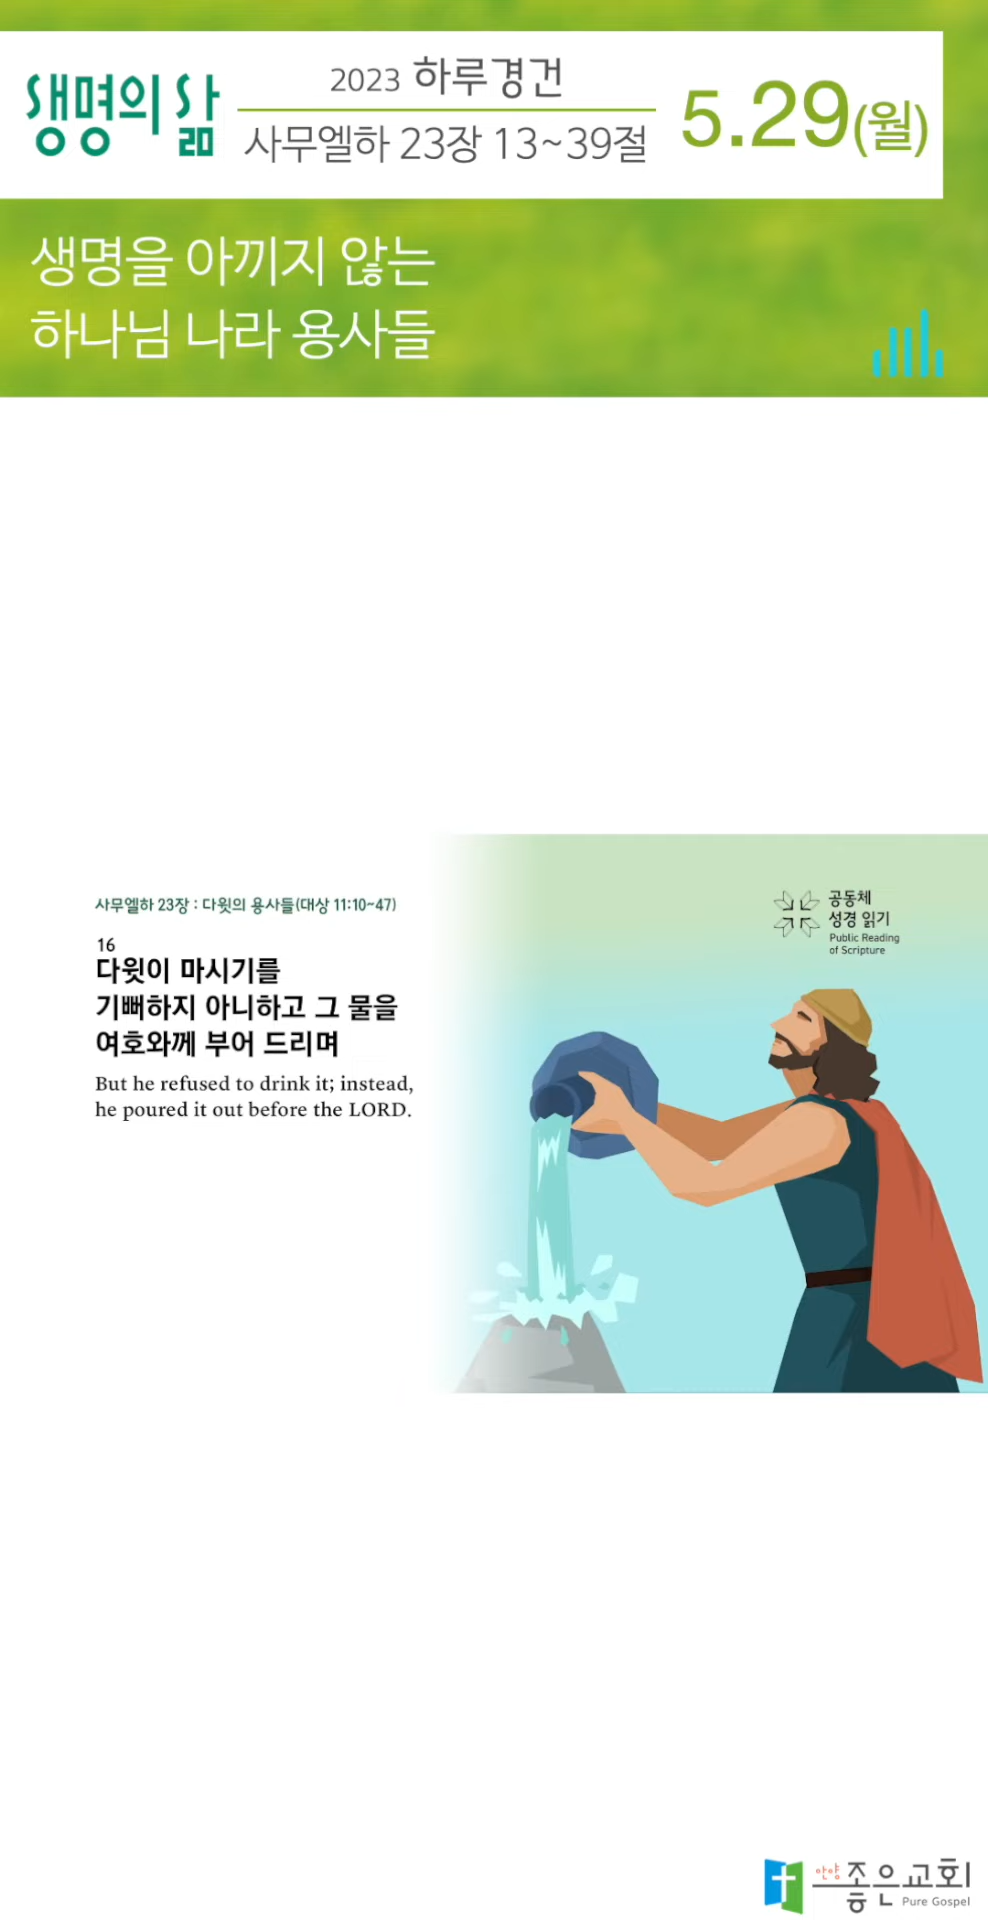 생명의 삶
2023 하루경건
사무엘하 23장 13~39절
5.29(월)
생명을 아끼지 않는
하나님 나라 용사들
사무엘하 23장 : 다윗의 용사들(대상 11:10~47)
16
다윗이 마시기를
기뻐하지 아니하고 그 물을
여호와께 부어 드리며
But he refused to drink it; instead,
he poured it out before the LORD.
공동체
성경 읽기
Public Reading
of Scripture
안양 좋은교회
Pure Gospel